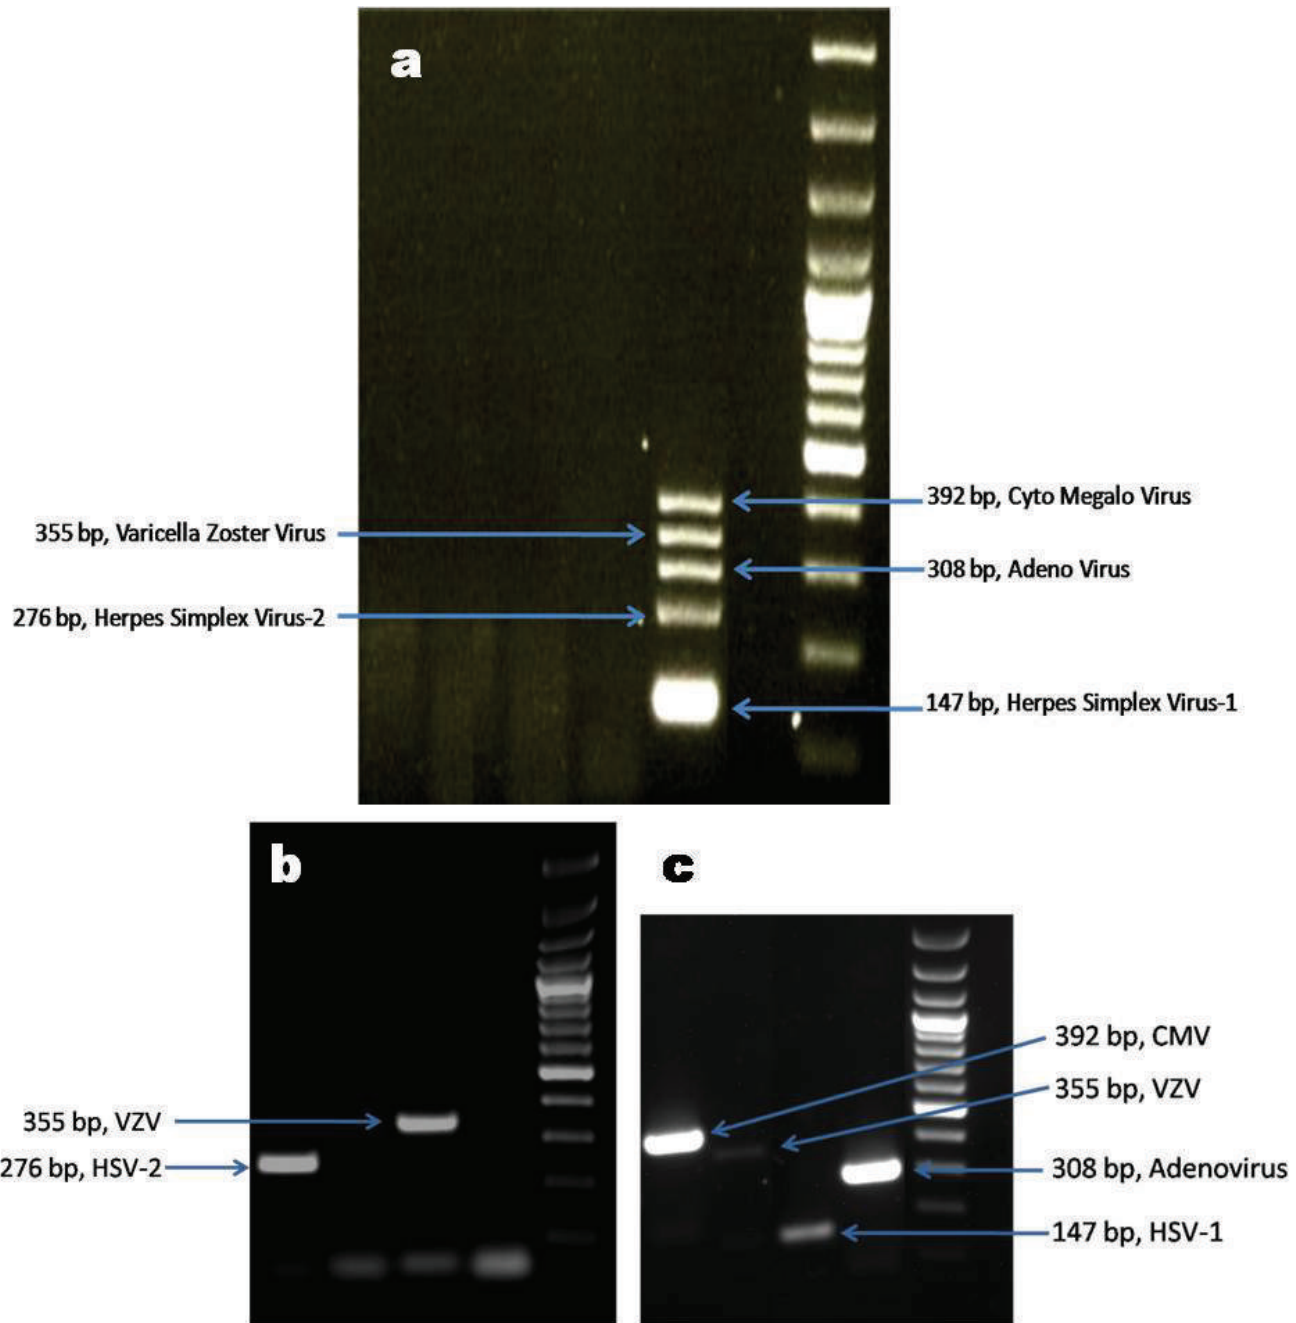 a
392 bp, Cyto Megalo Virus
355 bp, Varicella Zoster Virus
308 bp, Adeno Virus
276 bp, Herpes Simplex Virus-2
147 bp, Herpes Simplex Virus-1
b
355 bp, VZV
276 bp, HSV-2
c
392 bp, CMV
355 bp, VZV
308 bp, Adenovirus
147 bp, HSV-1